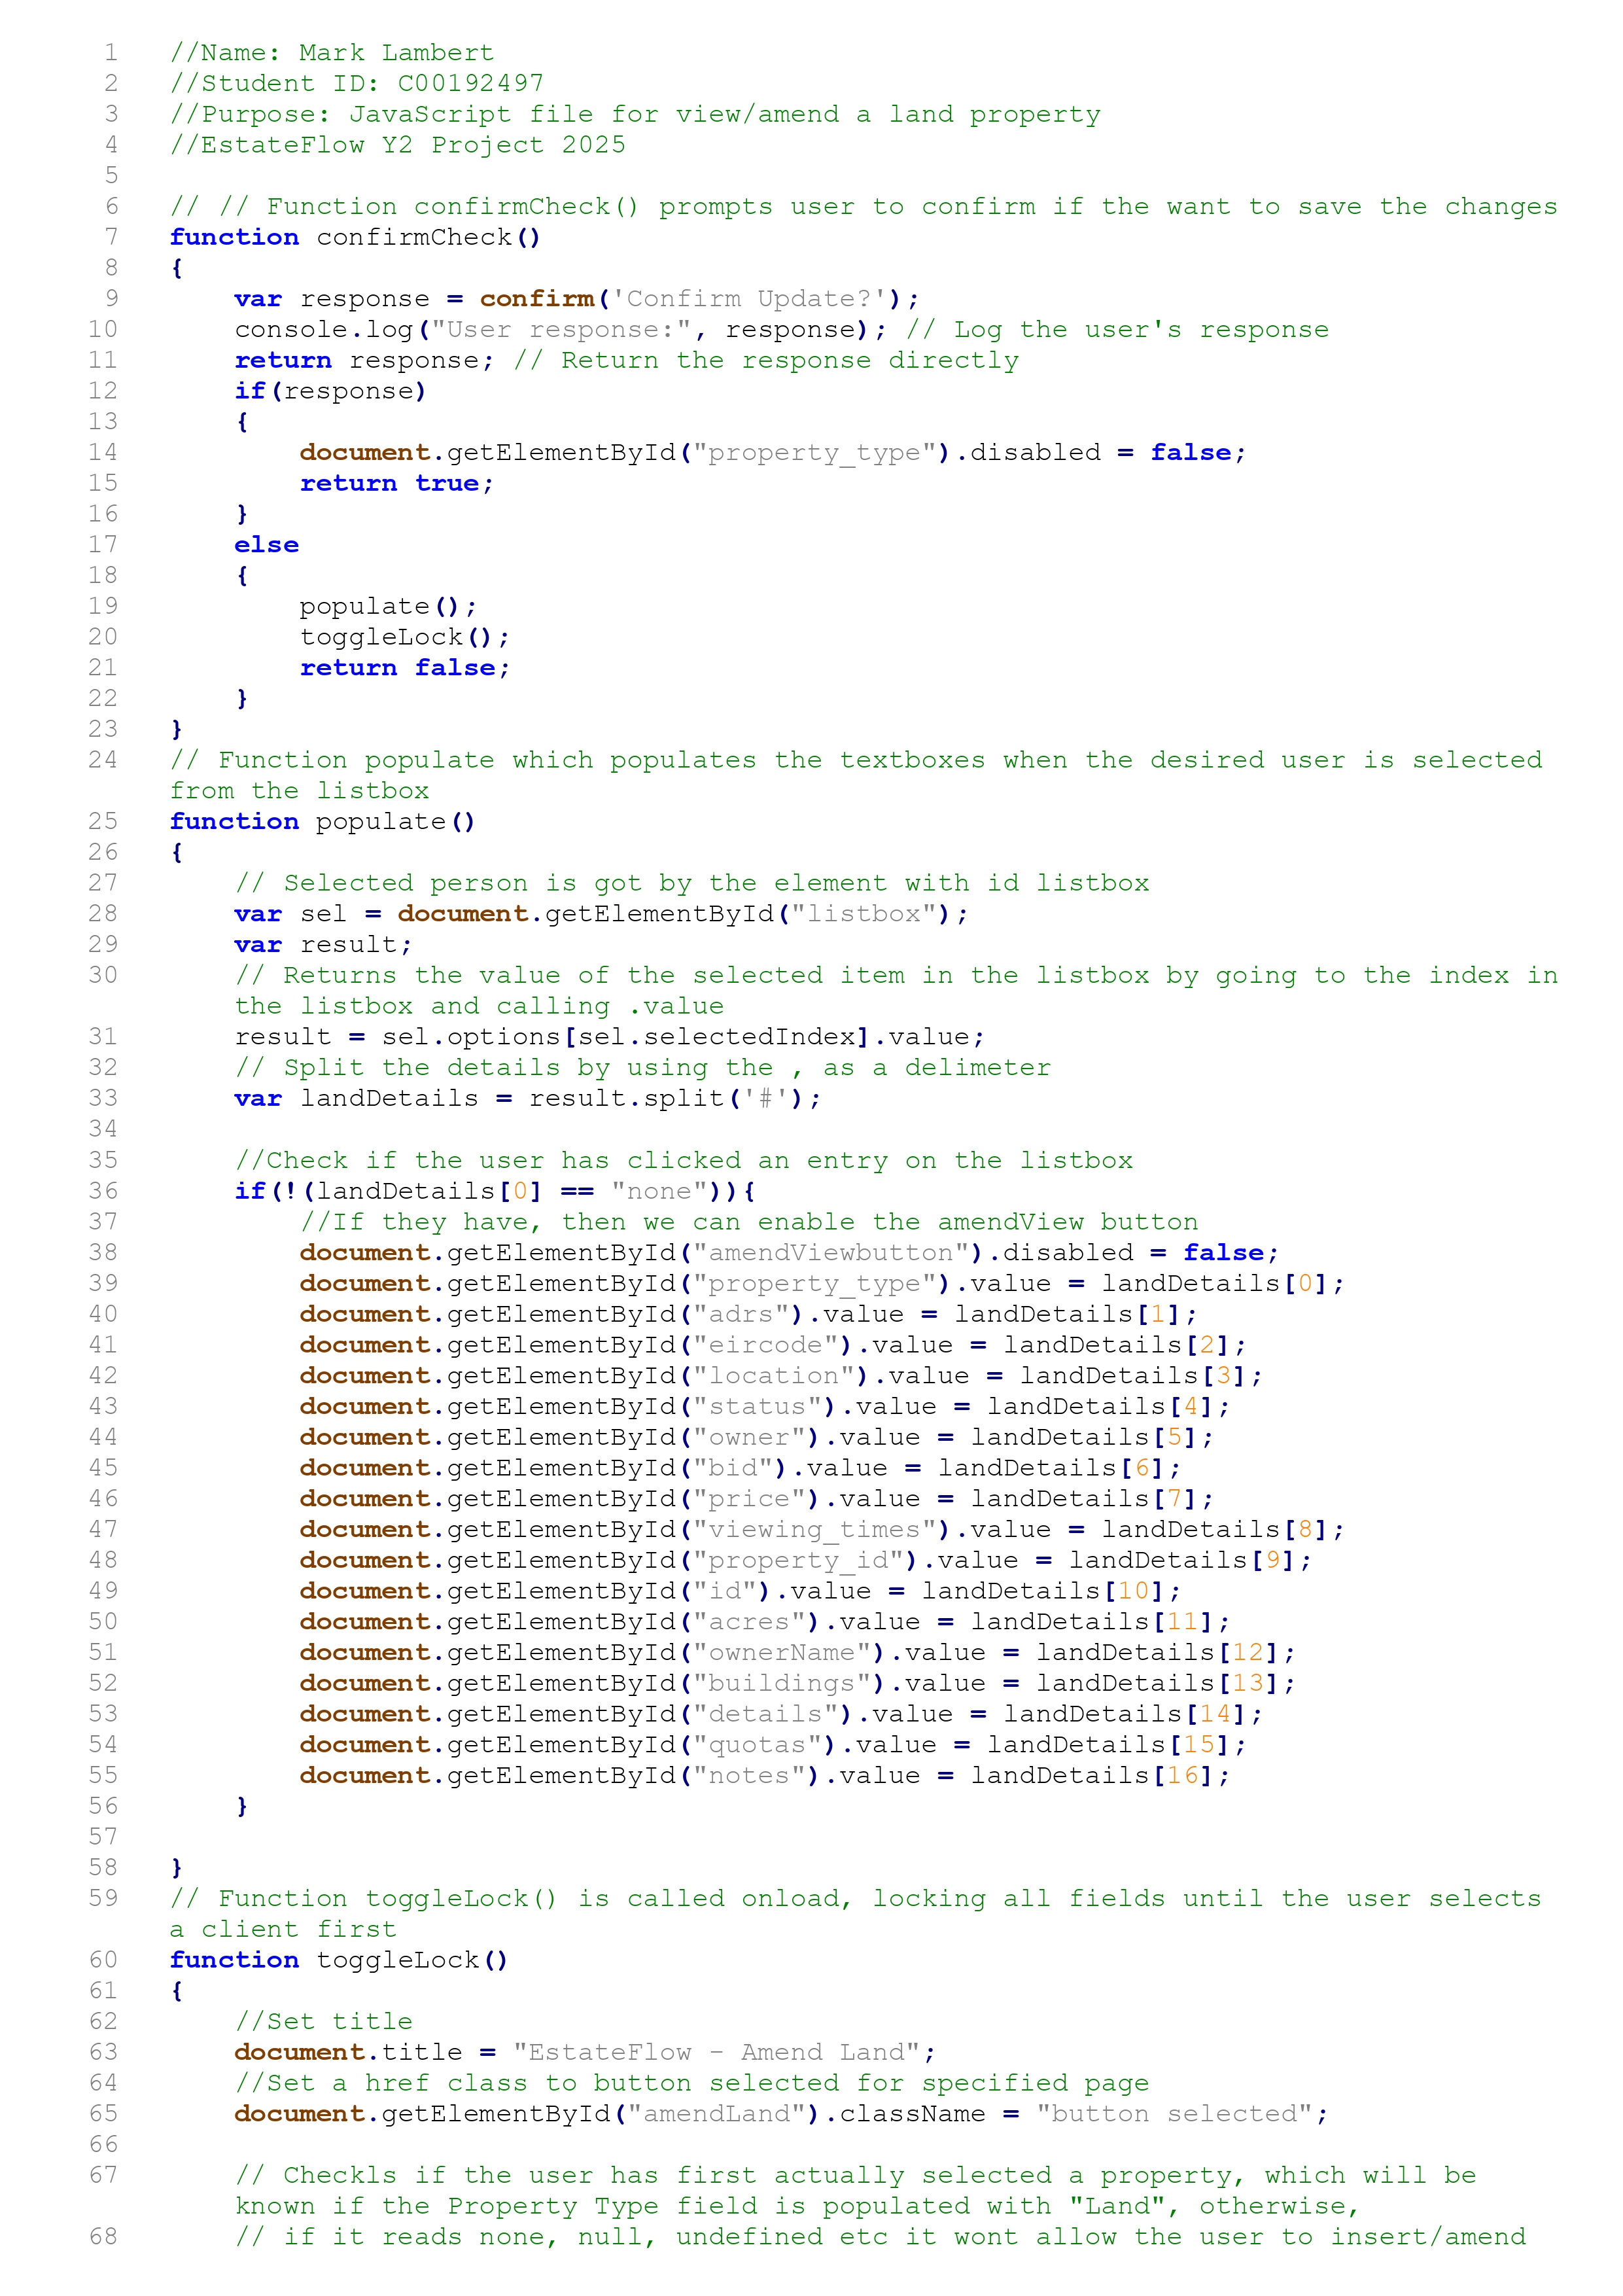 1 //Name: Mark Lambert
2 //Student ID: C00192497
3 //Purpose: JavaScript file for view/amend a land property
4 //EstateFlow Y2 Project 2025
5
6 // // Function confirmCheck() prompts user to confirm if the want to save the changes
7 function confirmCheck()
8 {
9     var response = confirm('Confirm Update?');
10     console.log("User response:", response); // Log the user's response
11     return response; // Return the response directly
12     if(response)
13     {
14         document.getElementById("property_type").disabled = false;
15         return true;
16     }
17     else
18     {
19         populate();
20         toggleLock();
21         return false;
22     }
23 }
24 // Function populate which populates the textboxes when the desired user is selected
from the listbox
25 function populate()
26 {
27     // Selected person is got by the element with id listbox
28     var sel = document.getElementById("listbox");
29     var result;
30     // Returns the value of the selected item in the listbox by going to the index in
the listbox and calling .value
31     result = sel.options[sel.selectedIndex].value;
32     // Split the details by using the , as a delimeter
33     var landDetails = result.split('#');
34
35     //Check if the user has clicked an entry on the listbox
36     if(!(landDetails[0] == "none")){
37         //If they have, then we can enable the amendView button
38         document.getElementById("amendViewbutton").disabled = false;
39         document.getElementById("property_type").value = landDetails[0];
40         document.getElementById("adrs").value = landDetails[1];
41         document.getElementById("eircode").value = landDetails[2];
42         document.getElementById("location").value = landDetails[3];
43         document.getElementById("status").value = landDetails[4];
44         document.getElementById("owner").value = landDetails[5];
45         document.getElementById("bid").value = landDetails[6];
46         document.getElementById("price").value = landDetails[7];
47         document.getElementById("viewing_times").value = landDetails[8];
48         document.getElementById("property_id").value = landDetails[9];
49         document.getElementById("id").value = landDetails[10];
50         document.getElementById("acres").value = landDetails[11];
51         document.getElementById("ownerName").value = landDetails[12];
52         document.getElementById("buildings").value = landDetails[13];
53         document.getElementById("details").value = landDetails[14];
54         document.getElementById("quotas").value = landDetails[15];
55         document.getElementById("notes").value = landDetails[16];
56     }
57
58 }
59 // Function toggleLock() is called onload, locking all fields until the user selects
a client first
60 function toggleLock()
61 {
62     //Set title
63     document.title = "EstateFlow - Amend Land";
64     //Set a href class to button selected for specified page
65     document.getElementById("amendLand").className = "button selected";
66
67     // Checkls if the user has first actually selected a property, which will be
known if the Property Type field is populated with "Land", otherwise,
68     // if it reads none, null, undefined etc it wont allow the user to insert/amend